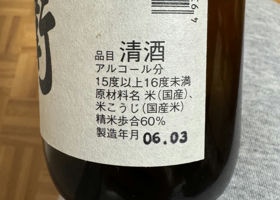 品目 清酒
アルコール分
15度以上16度未満
原材料名 米(国産)、
米こうじ(国産米)
精米歩合60%
製造年月 06.03